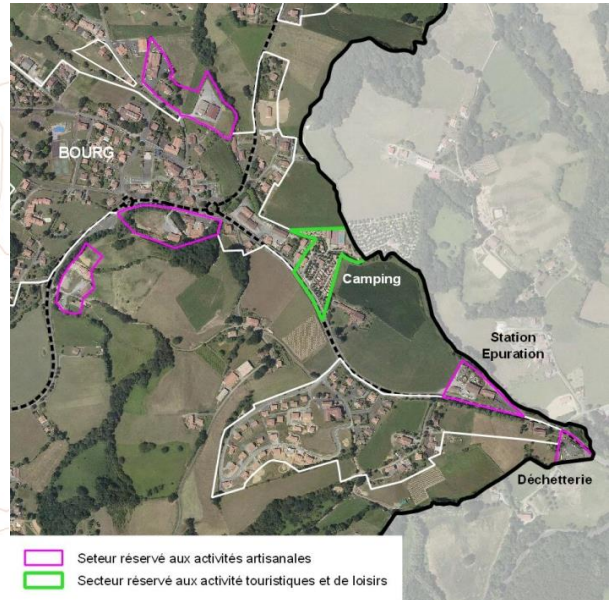 BOURG
Camping
Station
Epuration
Déchetterie
Seteur réservé aux activités artisanales
Secteur réservé aux activité touristiques et de loisirs